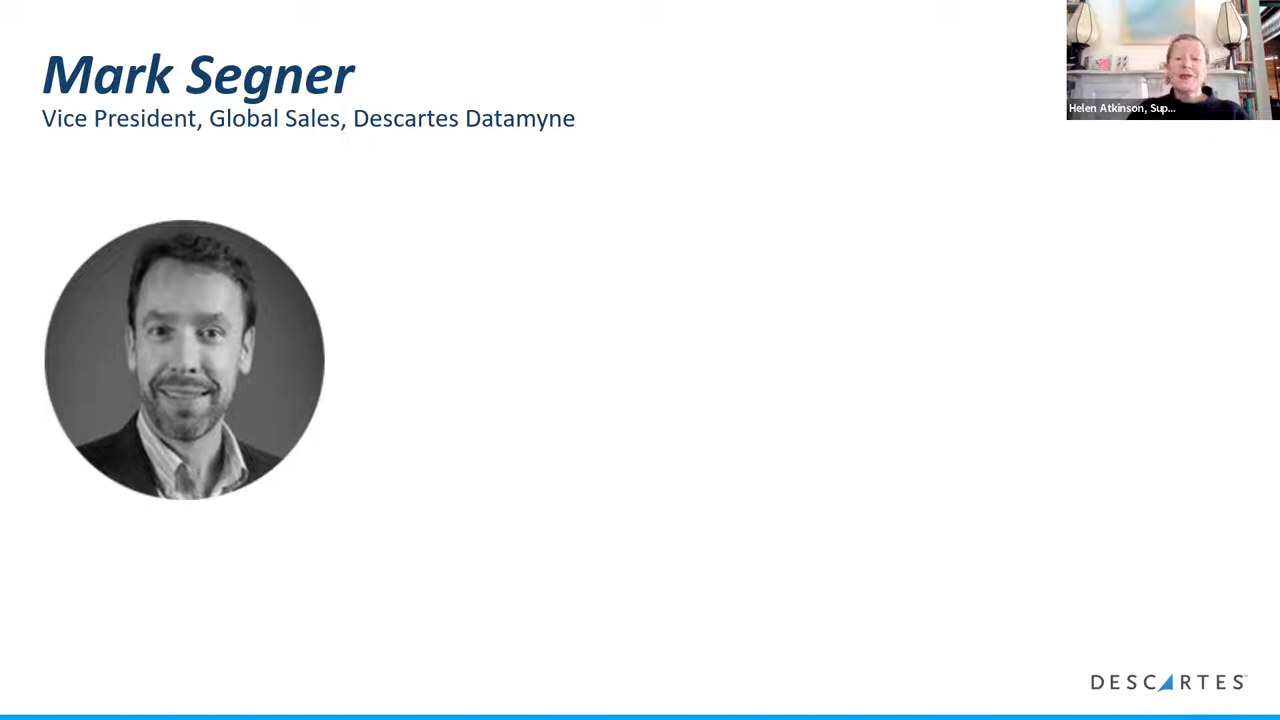 Mark Segner
Vice President, Global Sales, Descartes Datamyne
Helen Atkinson, Sup...
DESCARTES